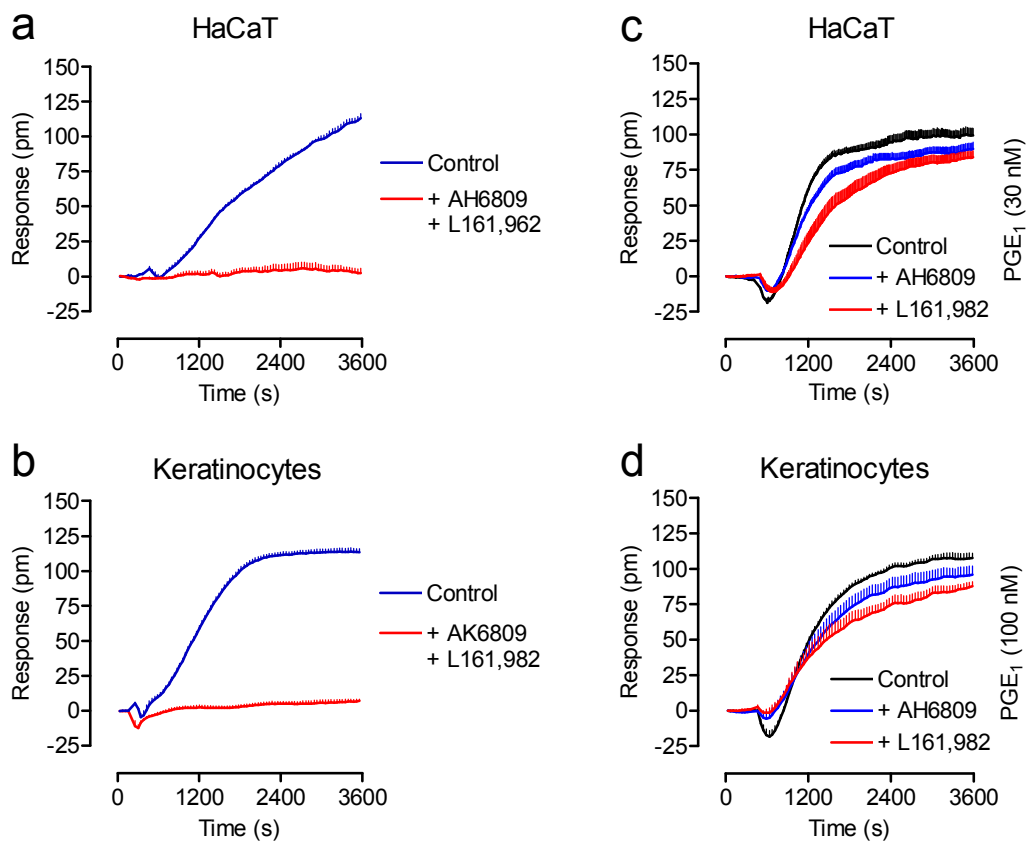 a
HaCaT
150
125
100
75
50
25
0
-25
Response (pm)
0 1200 2400 3600
Time (s)
Control
+ AH6809
+ L161,962
c
HaCaT
150
125
100
75
50
25
0
-25
Response (pm)
0 1200 2400 3600
Time (s)
Control
+ AH6809
+ L161,982
PGE₁ (30 nM)
b
Keratinocytes
150
125
100
75
50
25
0
-25
Response (pm)
0 1200 2400 3600
Time (s)
Control
+ AK6809
+ L161,982
d
Keratinocytes
150
125
100
75
50
25
0
-25
Response (pm)
0 1200 2400 3600
Time (s)
Control
+ AH6809
+ L161,982
PGE₁ (100 nM)